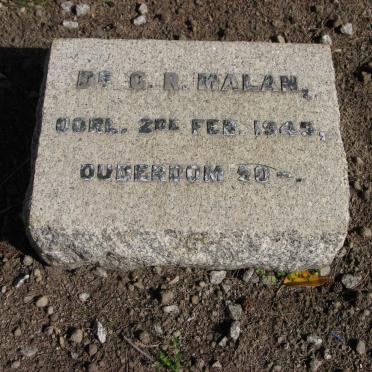 DR G. R. MALAN,
OORL. 2DE FEB. 1945,
OUDERDOM 50 -.